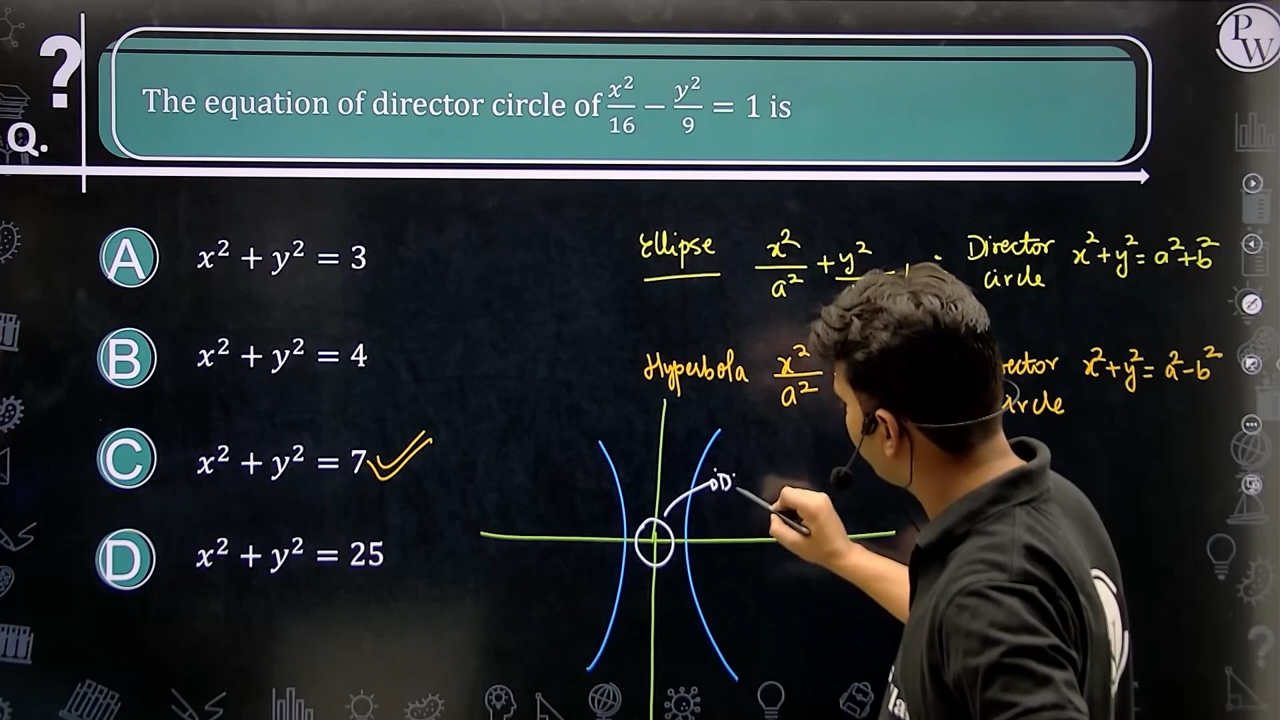 ?
Q.
The equation of director circle of x²/16 − y²/9 = 1 is
PW
A x² + y² = 3
B x² + y² = 4
C x² + y² = 7
D x² + y² = 25
Ellipse x²/a² + y² Director x²+y²= a²+b²
circle
Hyperbola x²/a² x²+y²= a²-b²
D.